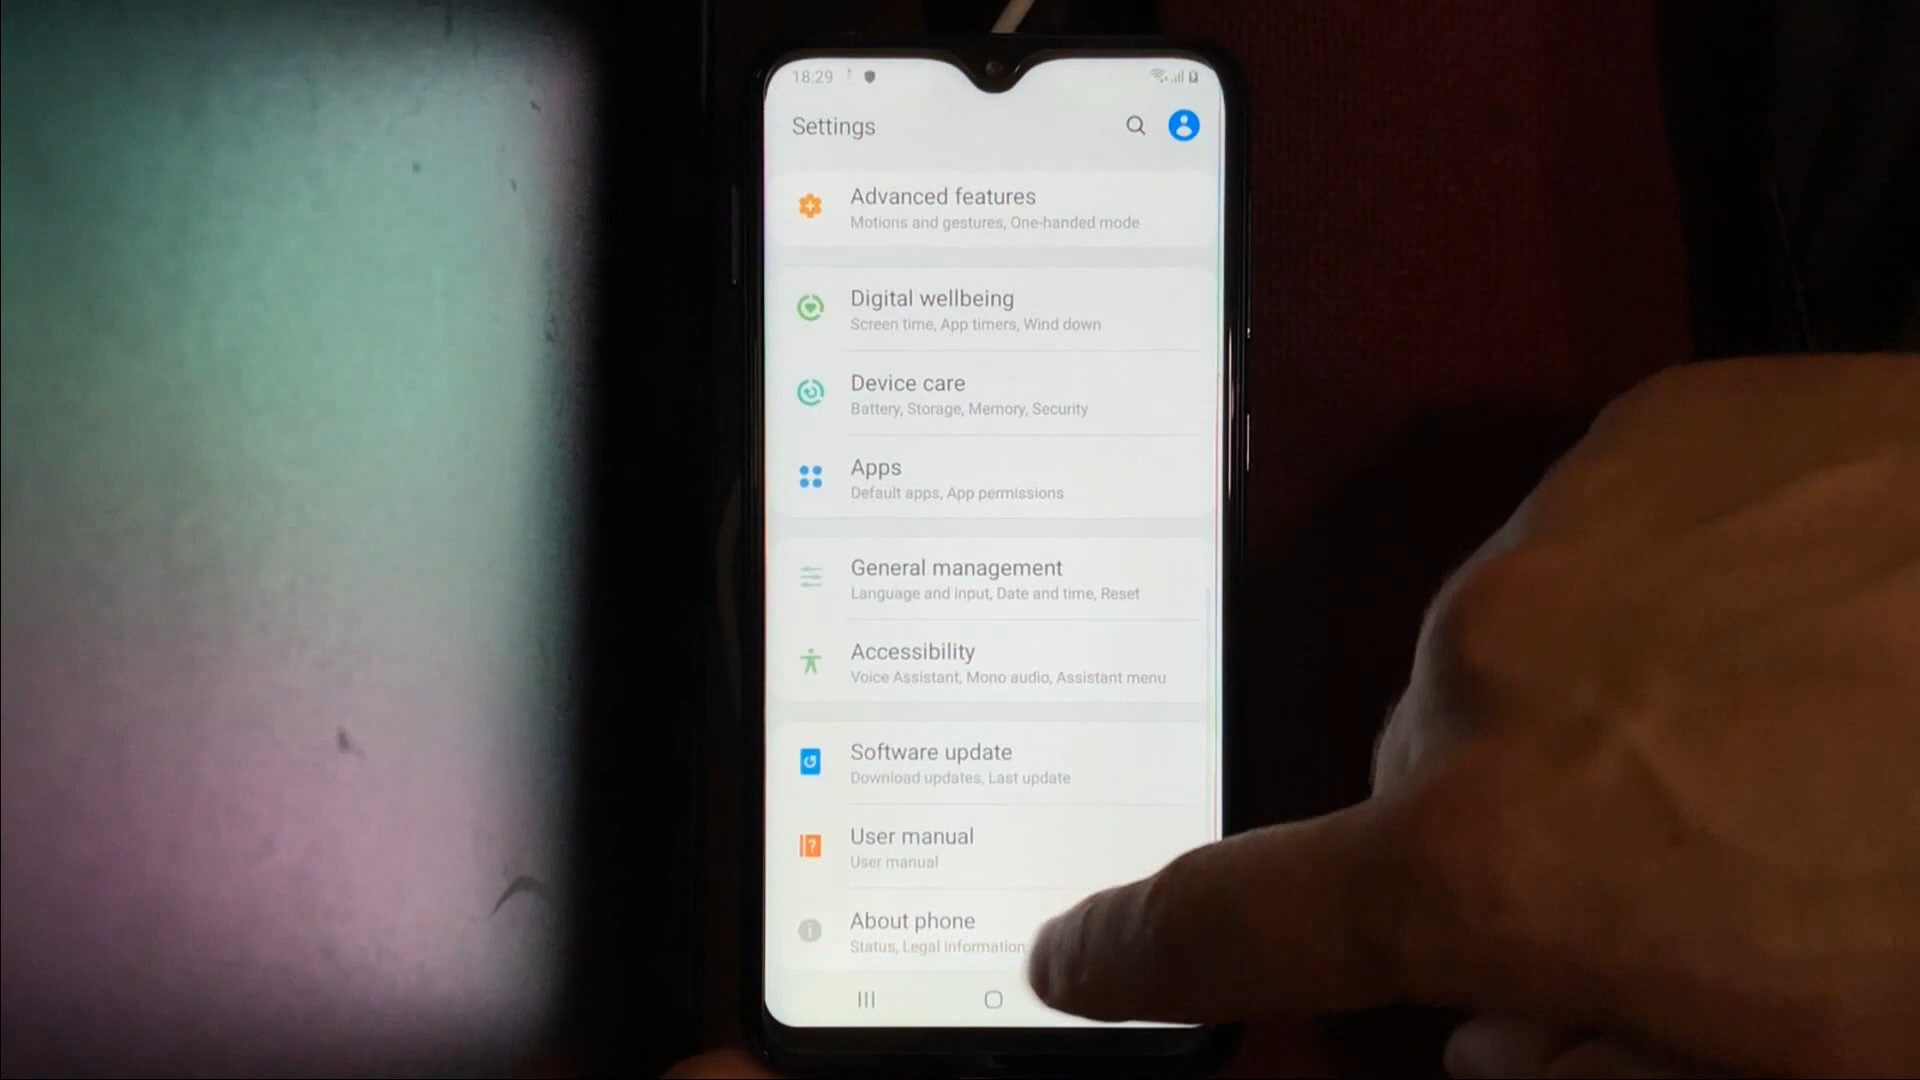 18:29
Settings
Advanced features
Motions and gestures, One-handed mode
Digital wellbeing
Screen time, App timers, Wind down
Device care
Battery, Storage, Memory, Security
Apps
Default apps, App permissions
General management
Language and input, Date and time, Reset
Accessibility
Voice Assistant, Mono audio, Assistant menu
Software update
Download updates, Last update
User manual
User manual
About phone
Status, Legal information